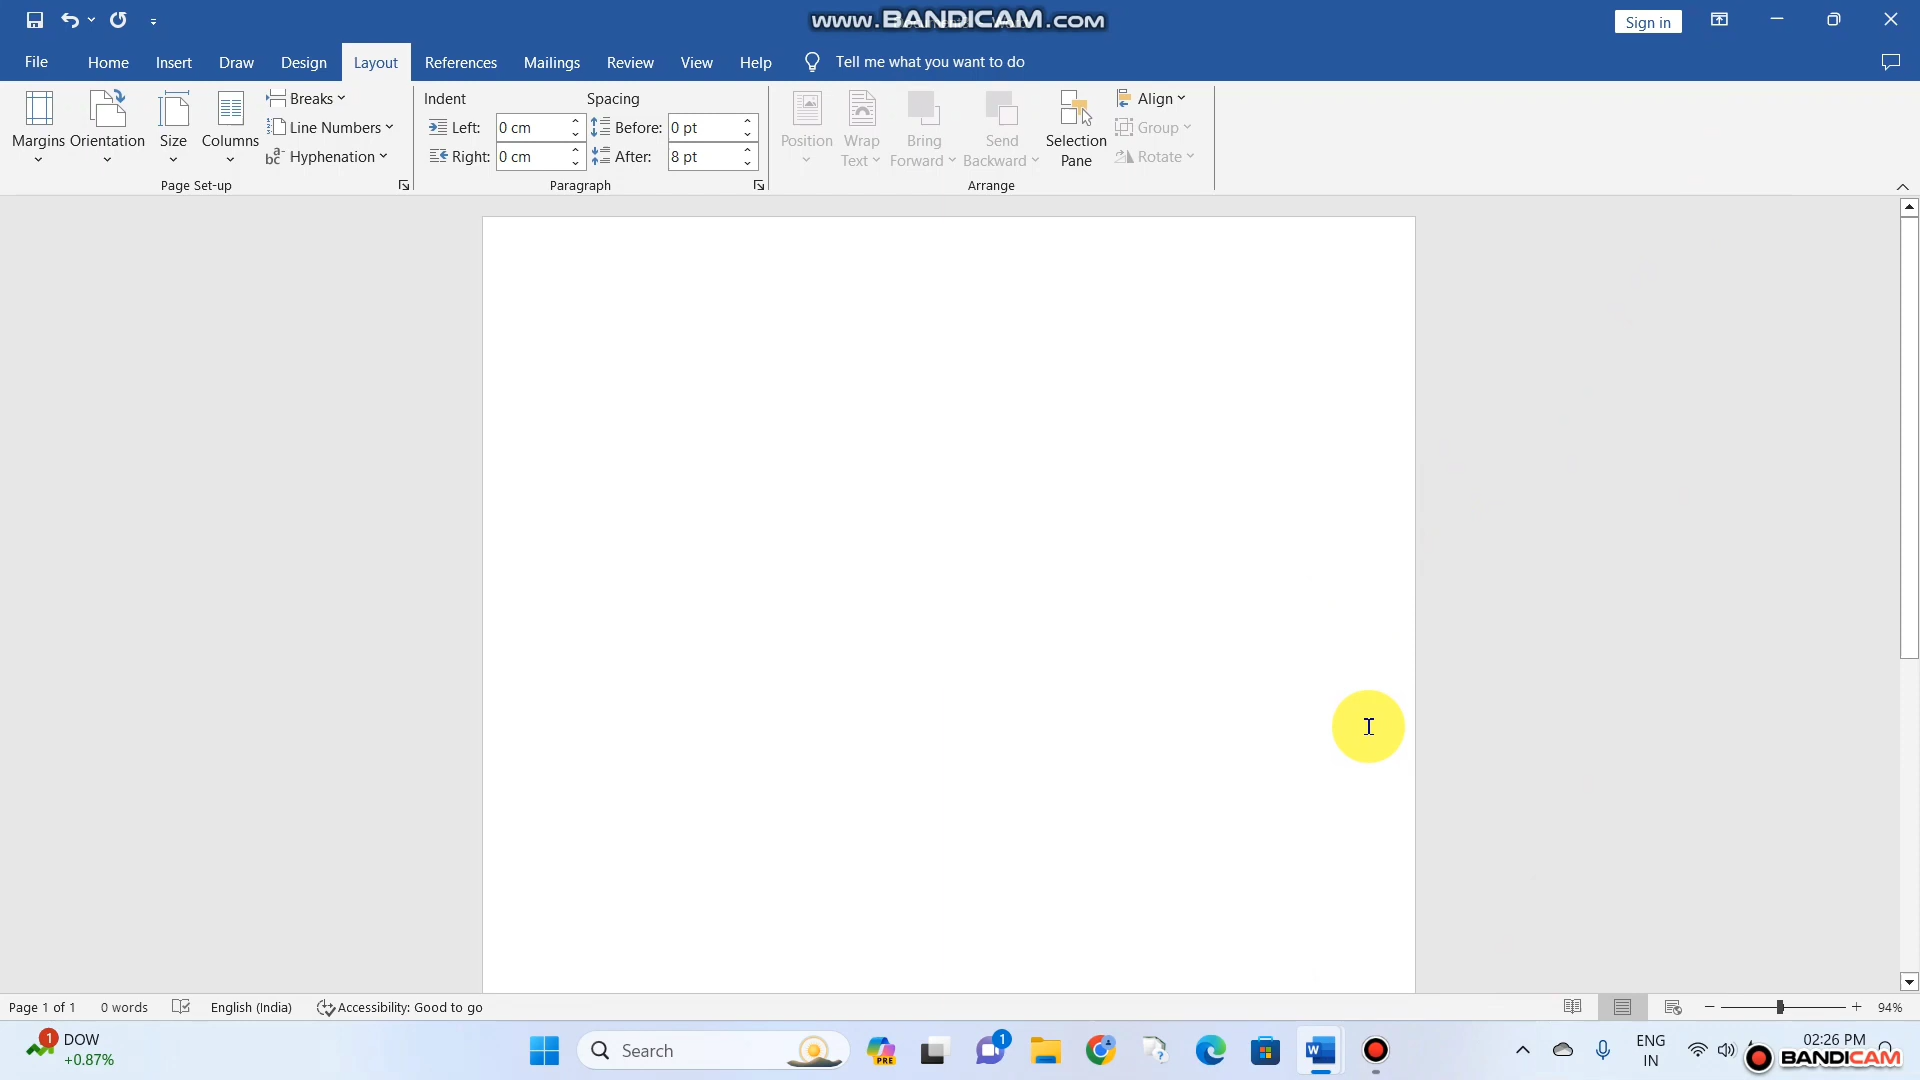 www.BANDICAM.com
Sign in
File
Home
Insert
Draw
Design
Layout
References
Mailings
Review
View
Help
Tell me what you want to do
Margins
Orientation
Size
Columns
Breaks
Line Numbers
Hyphenation
Page Set-up
Indent
Left: 0 cm
Right: 0 cm
Spacing
Before: 0 pt
After: 8 pt
Paragraph
Position
Wrap
Text
Bring
Forward
Send
Backward
Selection
Pane
Align
Group
Rotate
Arrange
Page 1 of 1
0 words
English (India)
Accessibility: Good to go
94%
1
DOW
+0.87%
Search
PRE
1
W
ENG
IN
02:26 PM
BANDICAM